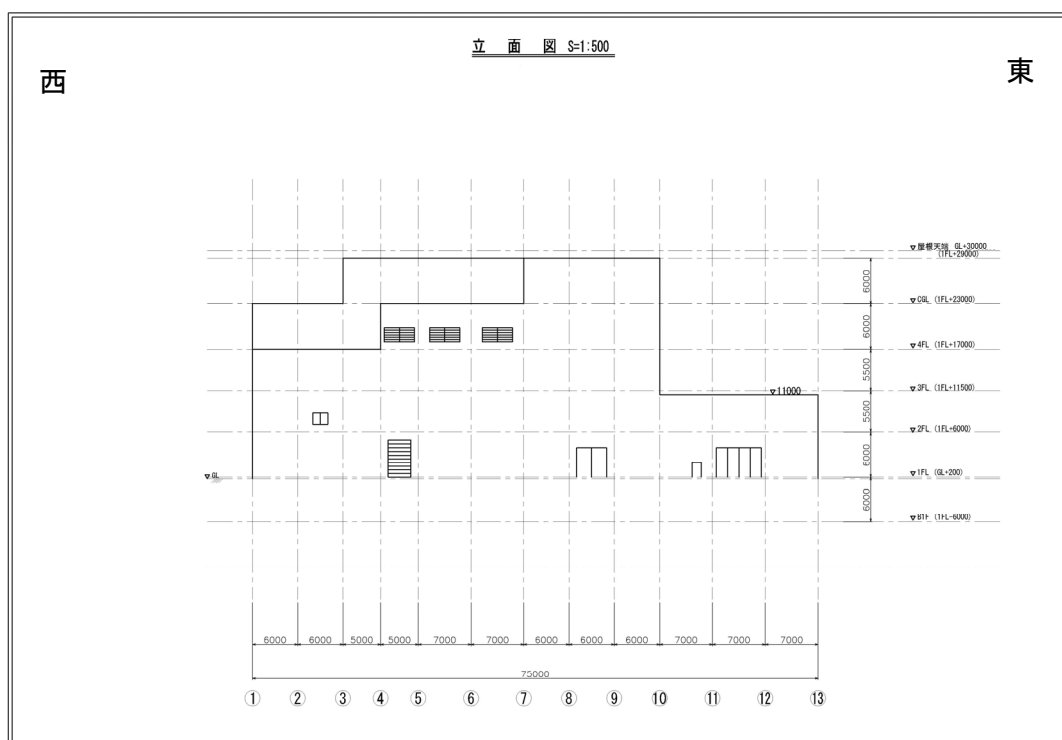 立 面 図 S=1:500
西
東
屋根天端 GL+30000
(1FL+29000)
6000
CGL (1FL+23000)
6000
4FL (1FL+17000)
5500
3FL (1FL+11500)
11000
5500
2FL (1FL+6000)
6000
GL
1FL (GL+200)
6000
B1F (1FL-6000)
6000 6000 5000 5000 7000 7000 6000 6000 6000 7000 7000 7000
75000
① ② ③ ④ ⑤ ⑥ ⑦ ⑧ ⑨ ⑩ ⑪ ⑫ ⑬